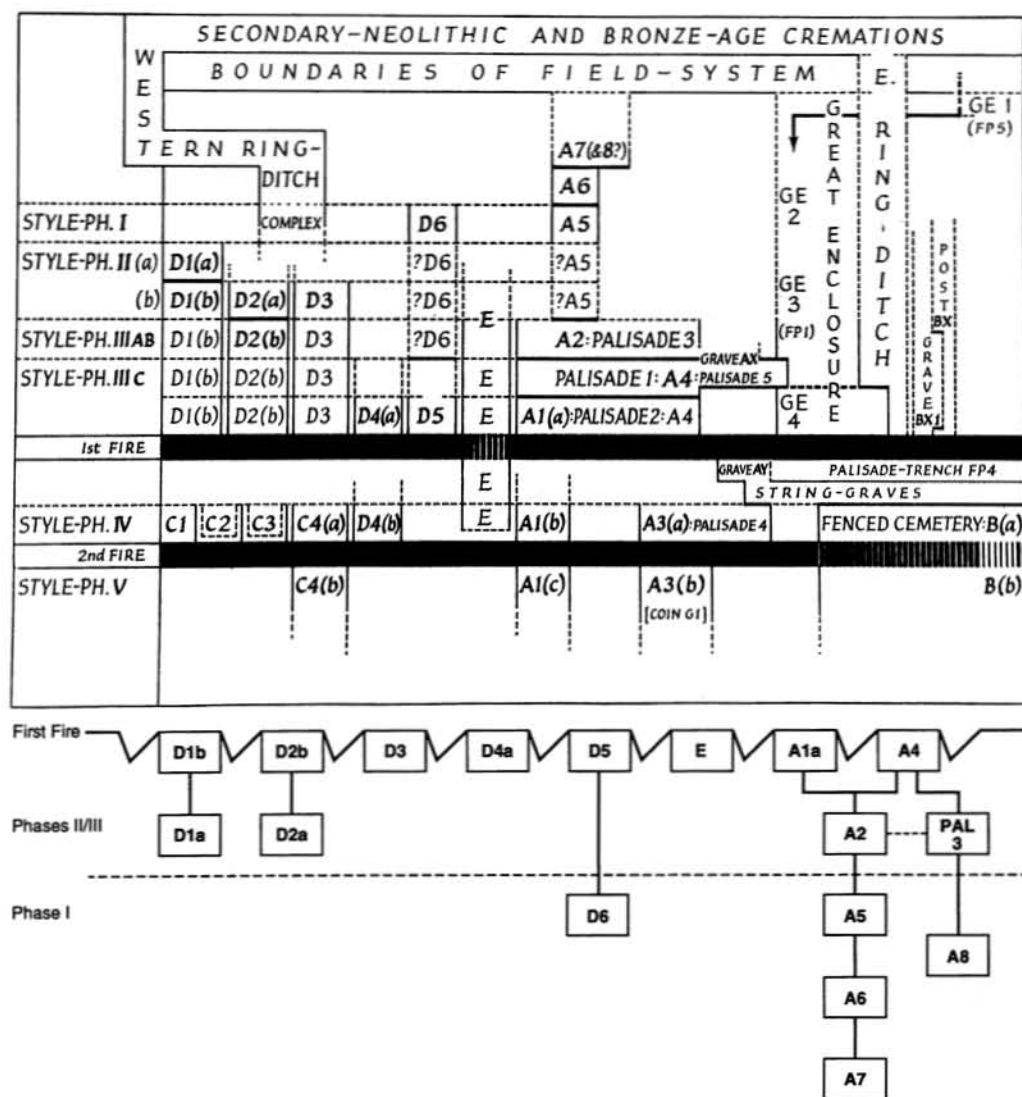 SECONDARY-NEOLITHIC AND BRONZE-AGE CREMATIONS
BOUNDARIES OF FIELD-SYSTEM
WESTERN RING-
DITCH
COMPLEX
A7(&8?)
A6
GE 1
(FP5)
GE 2
GREAT ENCLOSURE
E. RING-DITCH
STYLE-PH. I D6 A5
STYLE-PH. II (a) D1(a) ?D6 ?A5
GE 3
(FP1)
POST BX
(b) D1(b) D2(a) D3 ?D6 E ?A5
STYLE-PH. III AB D1(b) D2(b) D3 ?D6 A2:PALISADE 3
GRAVE AX
GRAVE BX1
STYLE-PH. III C D1(b) D2(b) D3 E PALISADE 1: A4: PALISADE 5
D1(b) D2(b) D3 D4(a) D5 E A1(a):PALISADE2: A4 GE 4
1st FIRE
E GRAVE AY PALISADE-TRENCH FP4
STRING-GRAVES
STYLE-PH. IV C1 C2 C3 C4(a) D4(b) E A1(b) A3(a):PALISADE 4 FENCED CEMETERY:B(a)
2nd FIRE
STYLE-PH. V C4(b) A1(c) A3(b) B(b)
[COIN G1]
First Fire D1b D2b D3 D4a D5 E A1a A4
Phases II/III D1a D2a A2 PAL
3
Phase I D6 A5
A8
A6
A7